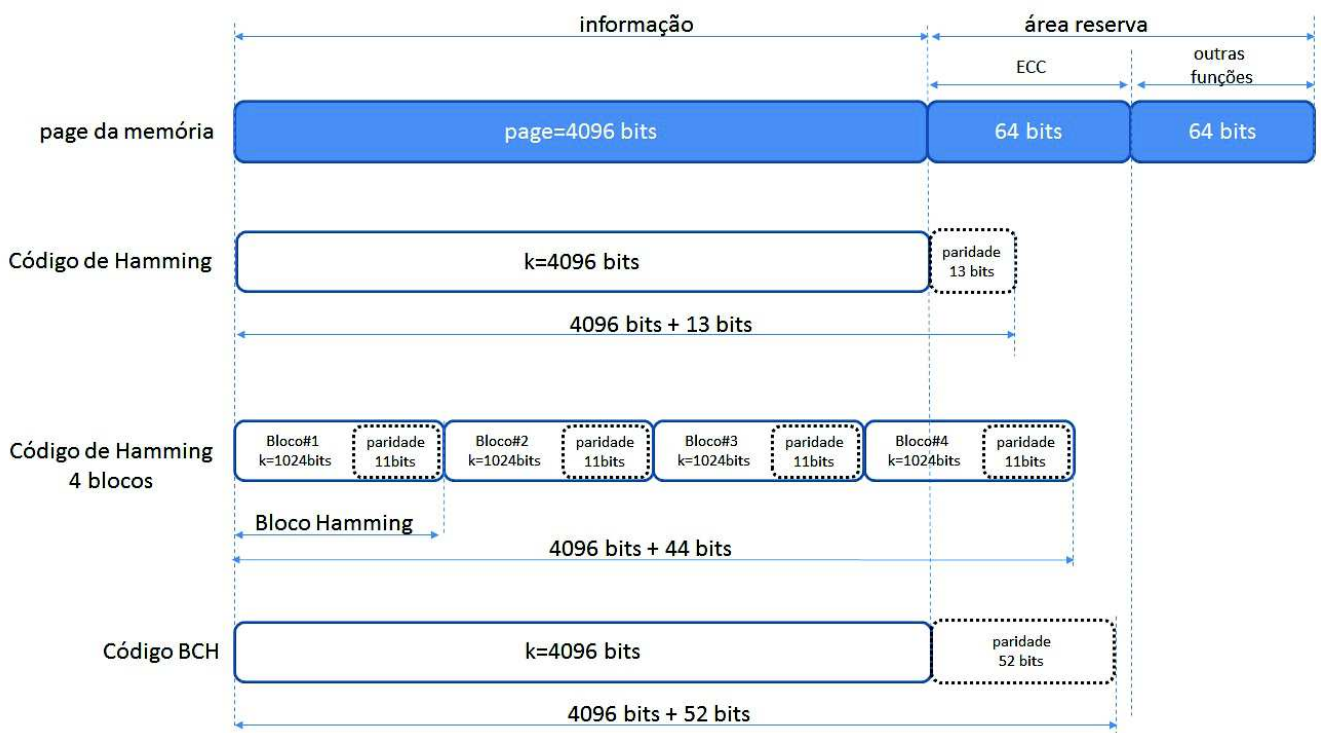 informação
área reserva
ECC
outras
funções
page da memória
page=4096 bits
64 bits
64 bits
Código de Hamming
k=4096 bits
paridade
13 bits
4096 bits + 13 bits
Código de Hamming
4 blocos
Bloco#1
k=1024bits
paridade
11bits
Bloco#2
k=1024bits
paridade
11bits
Bloco#3
k=1024bits
paridade
11bits
Bloco#4
k=1024bits
paridade
11bits
Bloco Hamming
4096 bits + 44 bits
Código BCH
k=4096 bits
paridade
52 bits
4096 bits + 52 bits